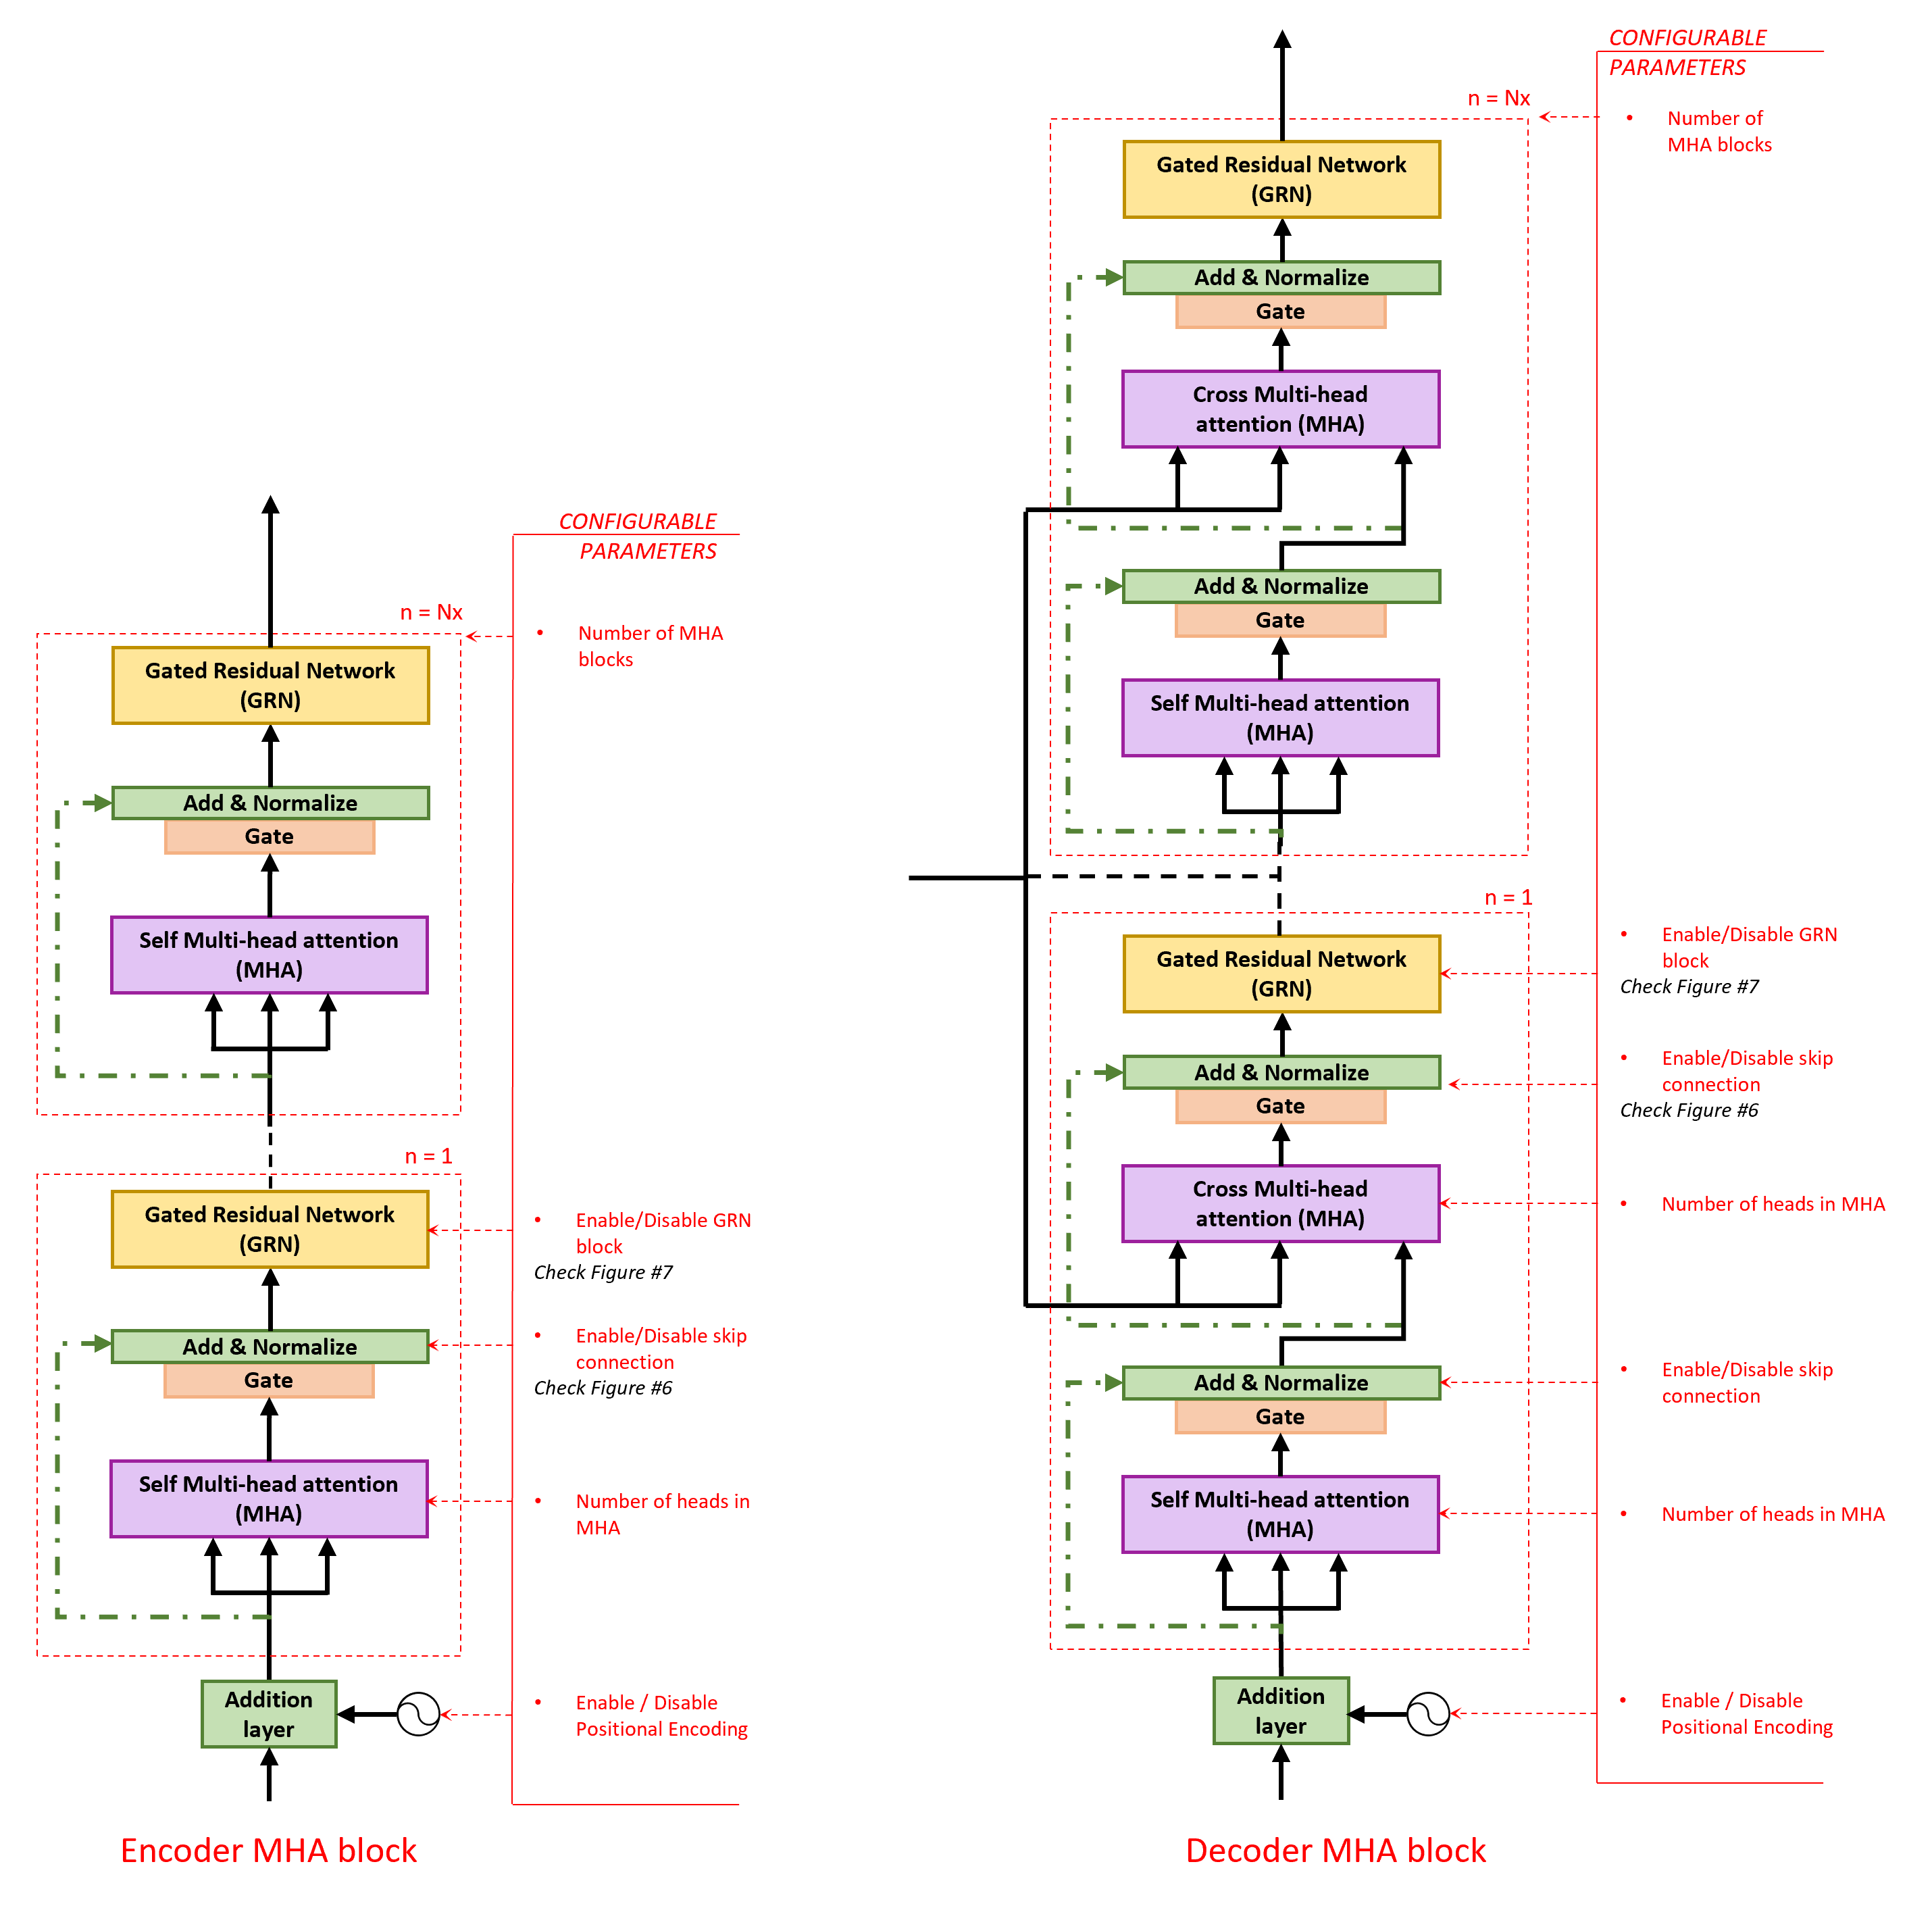 n = Nx
Gated Residual Network
(GRN)
Add & Normalize
Gate
Self Multi-head attention
(MHA)
n = 1
Gated Residual Network
(GRN)
Add & Normalize
Gate
Self Multi-head attention
(MHA)
Addition
layer
CONFIGURABLE
PARAMETERS
• Number of MHA
blocks
• Enable/Disable GRN
block
Check Figure #7
• Enable/Disable skip
connection
Check Figure #6
• Number of heads in
MHA
• Enable / Disable
Positional Encoding
Encoder MHA block
n = Nx
Gated Residual Network
(GRN)
Add & Normalize
Gate
Cross Multi-head
attention (MHA)
Add & Normalize
Gate
Self Multi-head attention
(MHA)
n = 1
Gated Residual Network
(GRN)
Add & Normalize
Gate
Cross Multi-head
attention (MHA)
Add & Normalize
Gate
Self Multi-head attention
(MHA)
Addition
layer
CONFIGURABLE
PARAMETERS
• Number of
MHA blocks
• Enable/Disable GRN
block
Check Figure #7
• Enable/Disable skip
connection
Check Figure #6
• Number of heads in MHA
• Enable/Disable skip
connection
• Number of heads in MHA
• Enable / Disable
Positional Encoding
Decoder MHA block